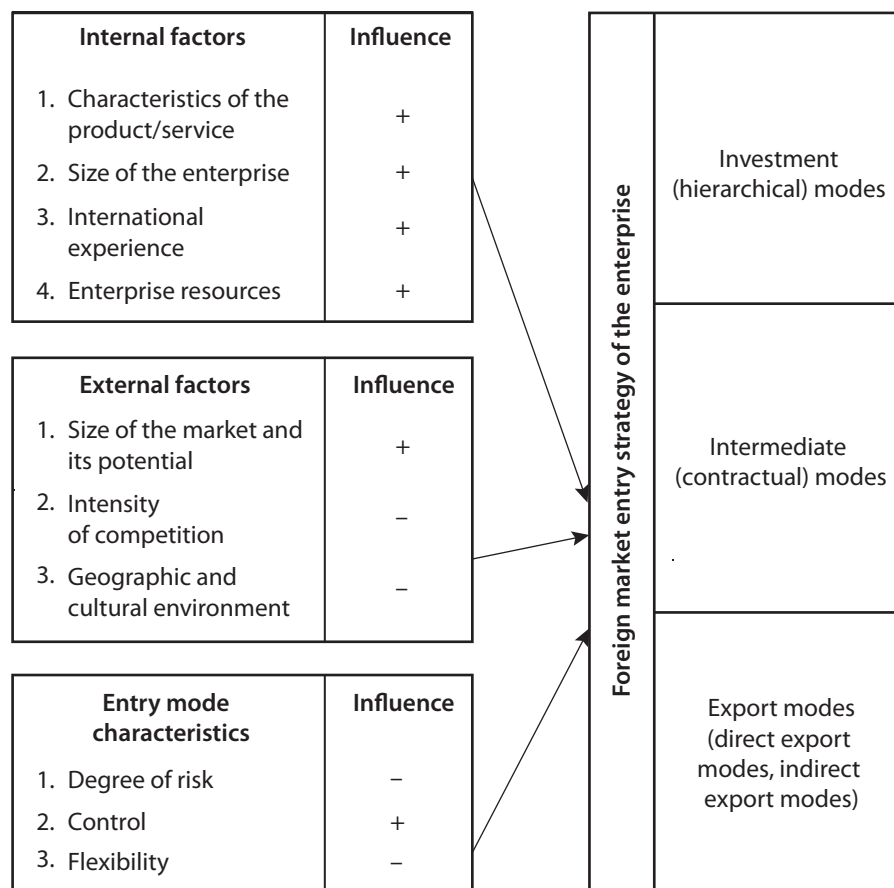 Internal factors Influence
1. Characteristics of the
product/service +
2. Size of the enterprise +
3. International
experience +
4. Enterprise resources +
External factors Influence
1. Size of the market and
its potential +
2. Intensity
of competition –
3. Geographic and
cultural environment –
Entry mode
characteristics Influence
1. Degree of risk –
2. Control +
3. Flexibility –
Foreign market entry strategy of the enterprise
Investment
(hierarchical) modes
Intermediate
(contractual) modes
Export modes
(direct export
modes, indirect
export modes)